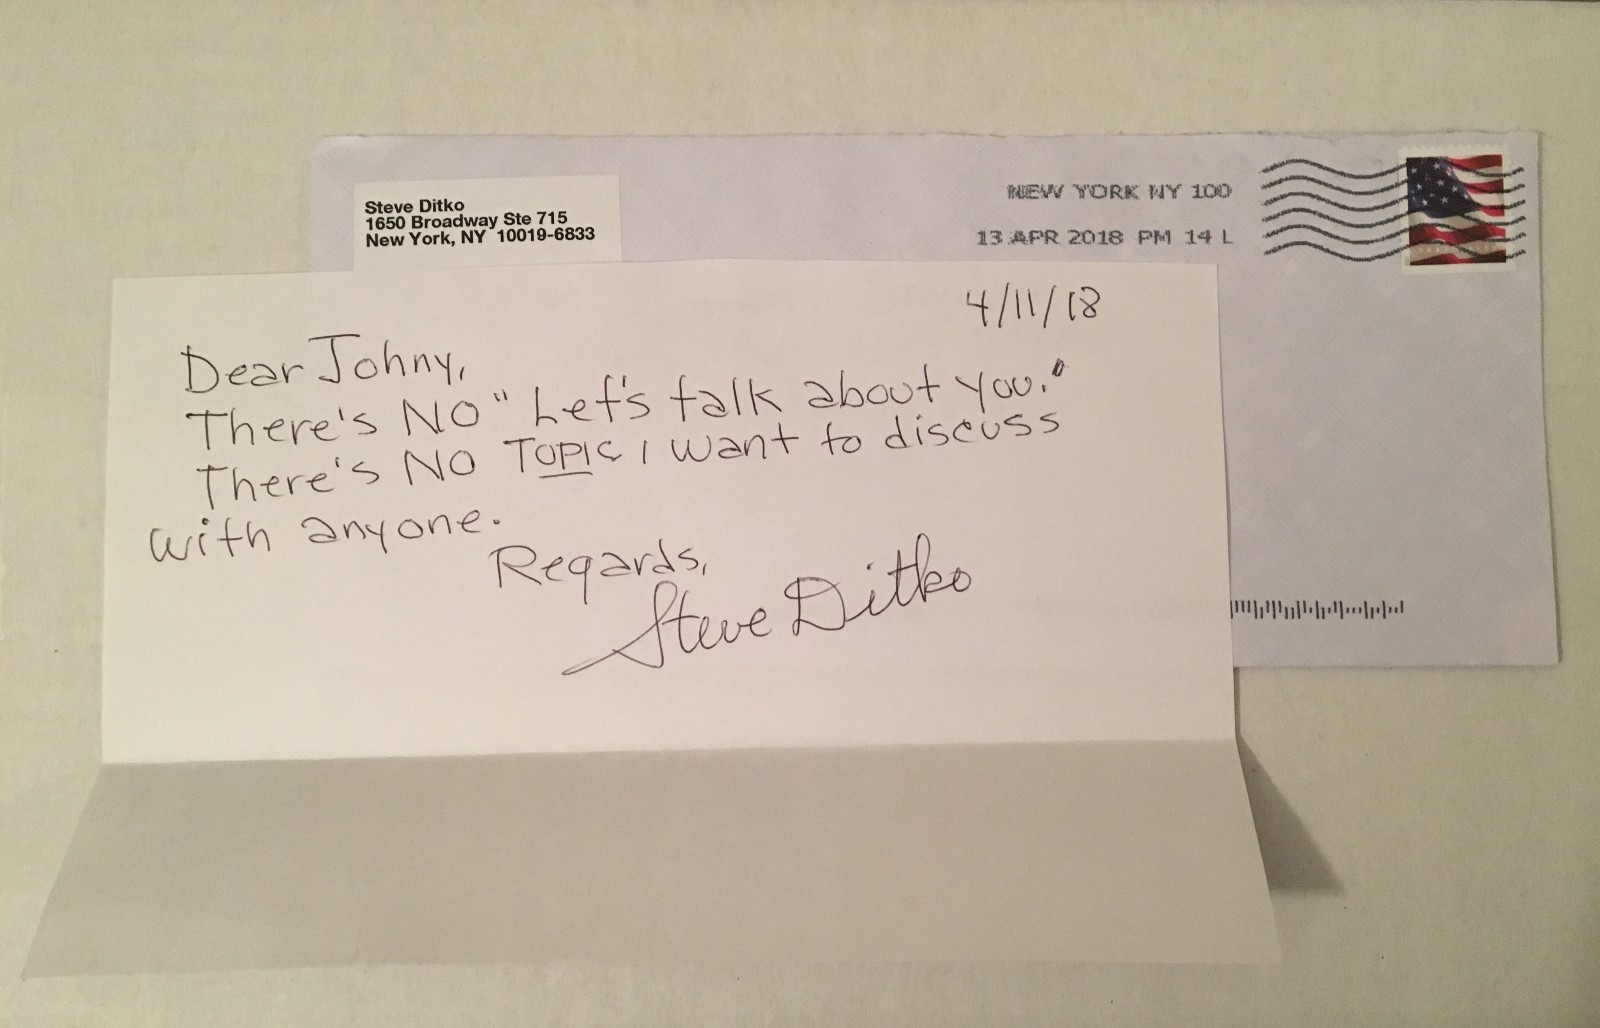 Steve Ditko
1650 Broadway Ste 715
New York, NY 10019-6833
NEW YORK NY 100
13 APR 2018 PM 14 L
4/11/18
Dear Johny,
There's NO "Let's talk about you."
There's NO TOPIC I want to discuss
with anyone.
Regards,
Steve Ditko